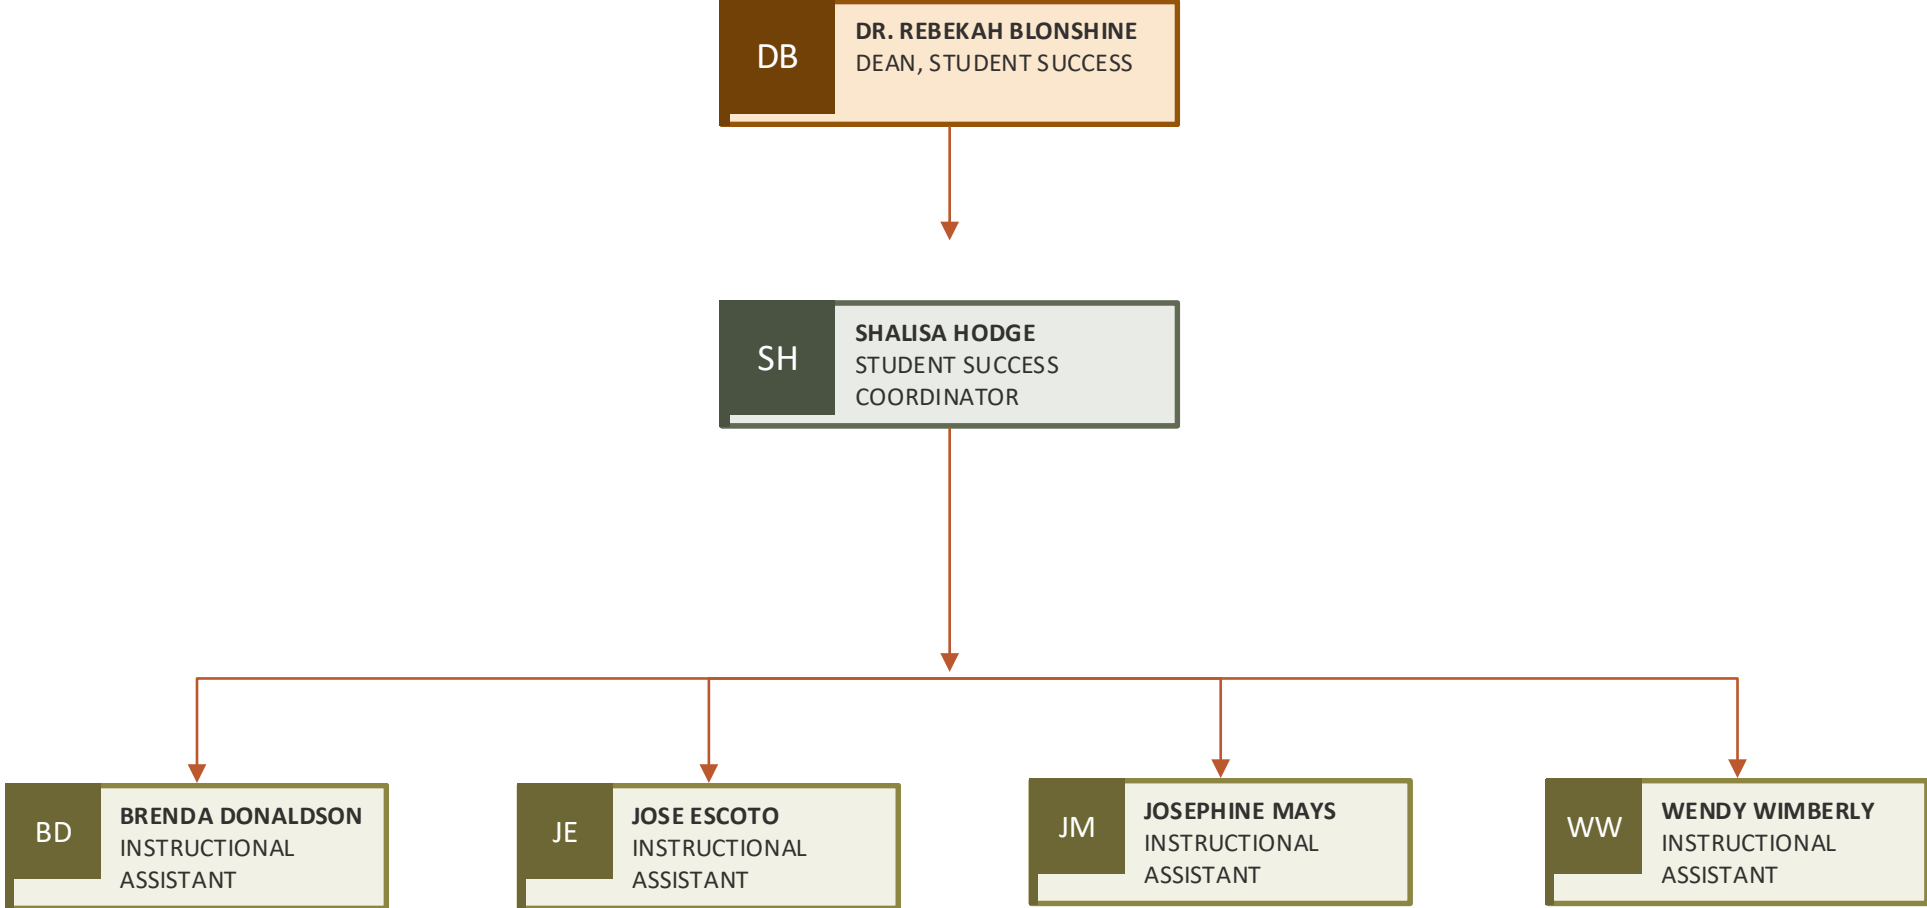 DB
DR. REBEKAH BLONSHINE
DEAN, STUDENT SUCCESS
SH
SHALISA HODGE
STUDENT SUCCESS
COORDINATOR
BD
BRENDA DONALDSON
INSTRUCTIONAL
ASSISTANT
JE
JOSE ESCOTO
INSTRUCTIONAL
ASSISTANT
JM
JOSEPHINE MAYS
INSTRUCTIONAL
ASSISTANT
WW
WENDY WIMBERLY
INSTRUCTIONAL
ASSISTANT